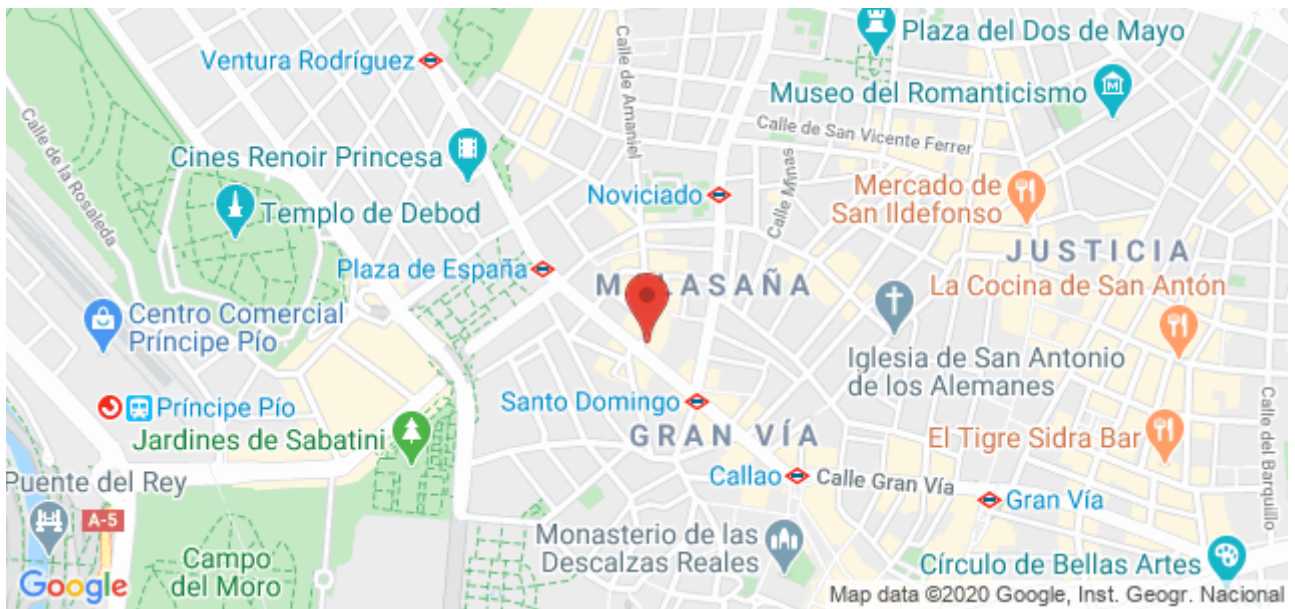 Plaza del Dos de Mayo
Ventura Rodríguez
Calle de Amaniel
Museo del Romanticismo
Calle de San Vicente Ferrer
Calle de la Rosaleda
Cines Renoir Princesa
Calle Minas
Noviciado
Mercado de
San Ildefonso
Templo de Debod
JUSTICIA
Plaza de España
MALASAÑA
La Cocina de San Antón
Centro Comercial
Príncipe Pío
Iglesia de San Antonio
de los Alemanes
Santo Domingo
Príncipe Pío
Calle del Barquillo
Jardines de Sabatini
GRAN VÍA
El Tigre Sidra Bar
Callao
Calle Gran Vía
Gran Vía
Puente del Rey
A-5
Monasterio de las
Descalzas Reales
Campo
del Moro
Círculo de Bellas Artes
Google
Map data ©2020 Google, Inst. Geogr. Nacional